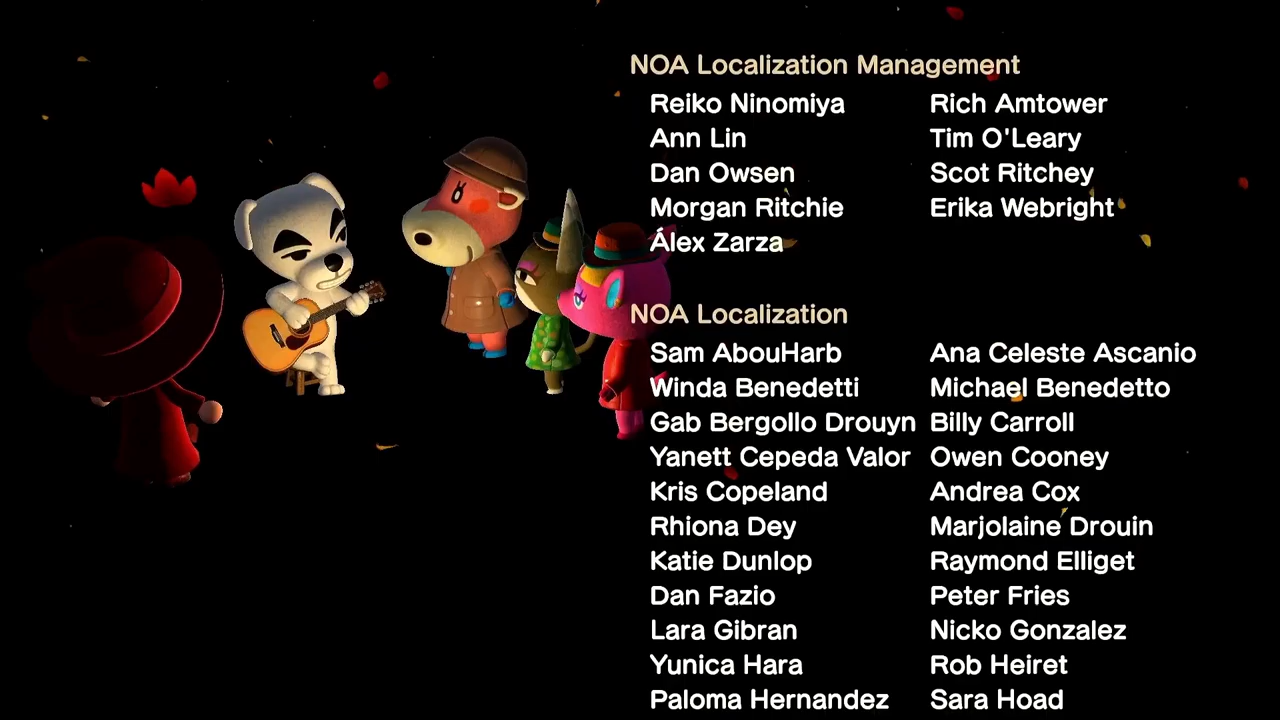 NOA Localization Management
Reiko Ninomiya Rich Amtower
Ann Lin Tim O'Leary
Dan Owsen Scot Ritchey
Morgan Ritchie Erika Webright
Álex Zarza
NOA Localization
Sam AbouHarb Ana Celeste Ascanio
Winda Benedetti Michael Benedetto
Gab Bergollo Drouyn Billy Carroll
Yanett Cepeda Valor Owen Cooney
Kris Copeland Andrea Cox
Rhiona Dey Marjolaine Drouin
Katie Dunlop Raymond Elliget
Dan Fazio Peter Fries
Lara Gibran Nicko Gonzalez
Yunica Hara Rob Heiret
Paloma Hernandez Sara Hoad